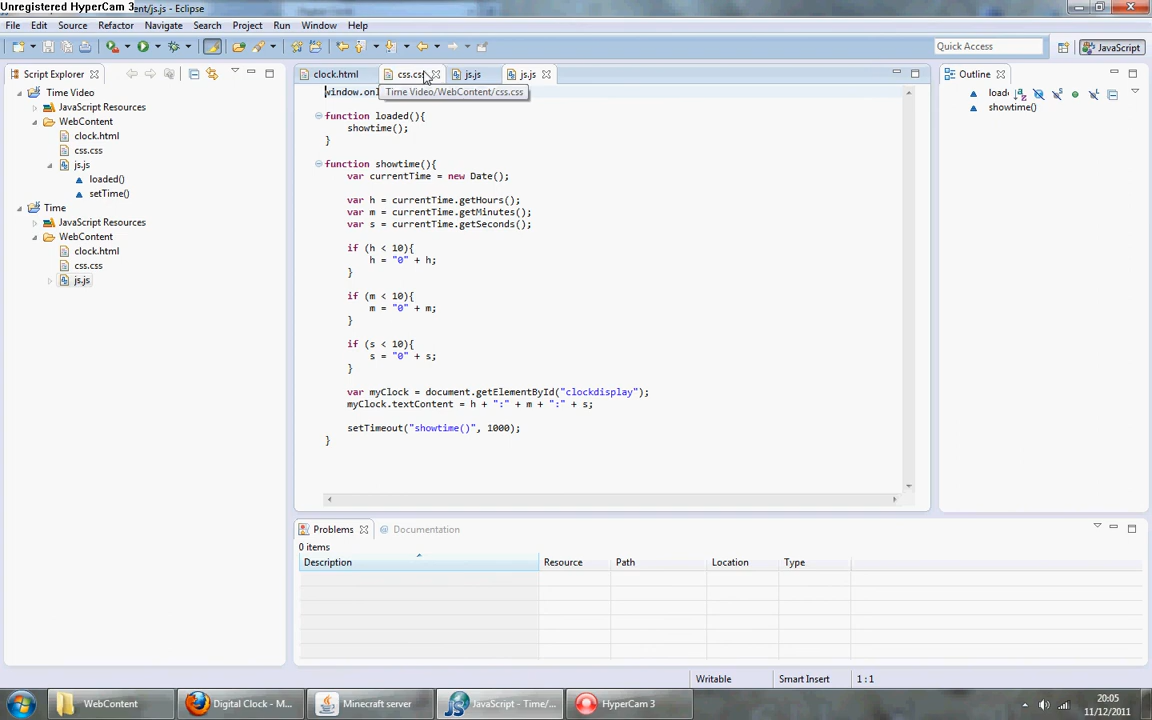 Unregistered HyperCam 3
ent/js.js - Eclipse
File Edit Source Refactor Navigate Search Project Run Window Help
Quick Access
JavaScript
Script Explorer
clock.html css.css js.js js.js
Outline
Time Video/WebContent/css.css
Time Video
JavaScript Resources
WebContent
clock.html
css.css
js.js
loaded()
setTime()
Time
JavaScript Resources
WebContent
clock.html
css.css
js.js
window.onl
function loaded(){
showtime();
}
function showtime(){
var currentTime = new Date();
var h = currentTime.getHours();
var m = currentTime.getMinutes();
var s = currentTime.getSeconds();
if (h < 10){
h = "0" + h;
}
if (m < 10){
m = "0" + m;
}
if (s < 10){
s = "0" + s;
}
var myClock = document.getElementById("clockdisplay");
myClock.textContent = h + ":" + m + ":" + s;
setTimeout("showtime()", 1000);
}
load
showtime()
Problems @ Documentation
0 items
Description Resource Path Location Type
Writable Smart Insert 1 : 1
WebContent Digital Clock - M... Minecraft server JavaScript - Time/... HyperCam 3
20:05
11/12/2011